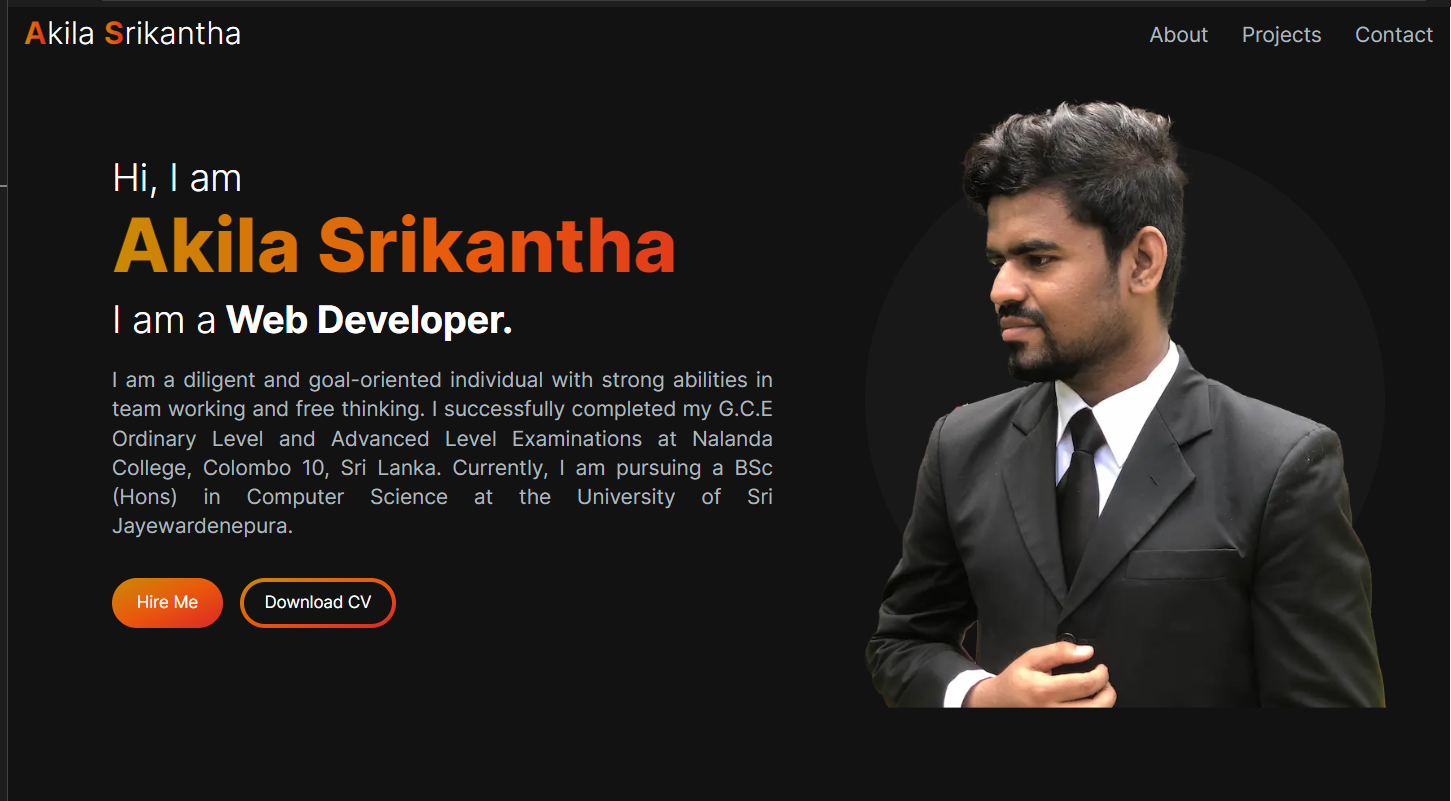 Akila Srikantha
About Projects Contact
Hi, I am
Akila Srikantha
I am a Web Developer.
I am a diligent and goal-oriented individual with strong abilities in
team working and free thinking. I successfully completed my G.C.E
Ordinary Level and Advanced Level Examinations at Nalanda
College, Colombo 10, Sri Lanka. Currently, I am pursuing a BSc
(Hons) in Computer Science at the University of Sri
Jayewardenepura.
Hire Me Download CV